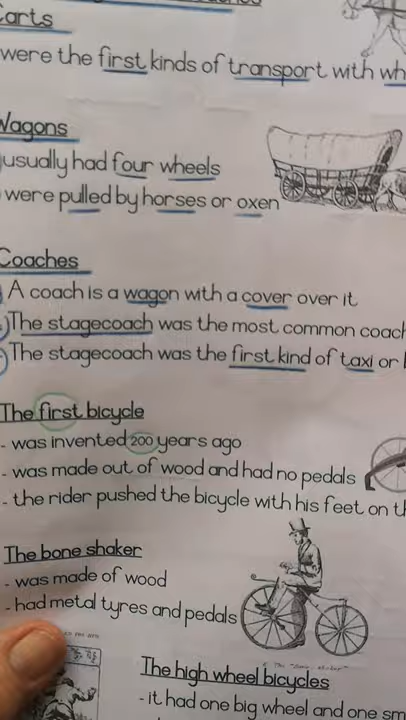 Carts
were the first kinds of transport with
Wagons
usually had four wheels
were pulled by horses or oxen
Coaches
A coach is a wagon with a cover over it
The stagecoach was the most common coach
The stagecoach was the first kind of taxi or
The first bicycle
- was invented 200 years ago
- was made out of wood and had no pedals
- the rider pushed the bicycle with his feet on
The bone shaker
- was made of wood
- had metal tyres and pedals
The high wheel bicycles
- it had one big wheel and one